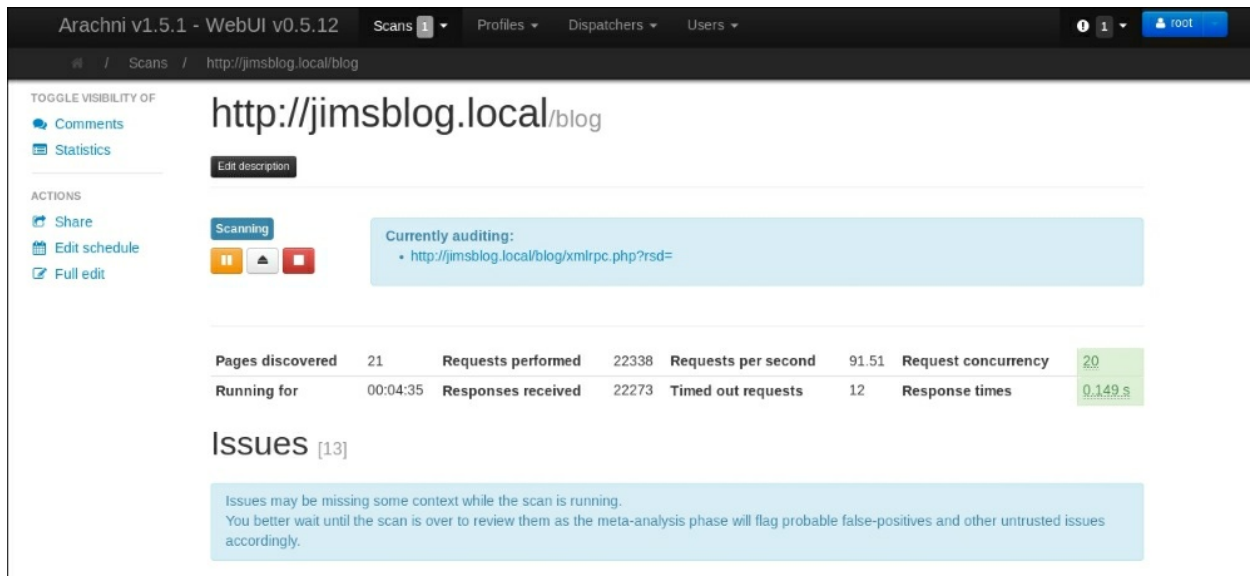 Arachni v1.5.1 - WebUI v0.5.12 Scans 1 Profiles Dispatchers Users 1 root
/ Scans / http://jimsblog.local/blog
TOGGLE VISIBILITY OF
Comments
Statistics
ACTIONS
Share
Edit schedule
Full edit
http://jimsblog.local/blog
Edit description
Scanning
Currently auditing:
• http://jimsblog.local/blog/xmlrpc.php?rsd=
Pages discovered 21 Requests performed 22338 Requests per second 91.51 Request concurrency 20
Running for 00:04:35 Responses received 22273 Timed out requests 12 Response times 0.149 s
Issues [13]
Issues may be missing some context while the scan is running.
You better wait until the scan is over to review them as the meta-analysis phase will flag probable false-positives and other untrusted issues
accordingly.